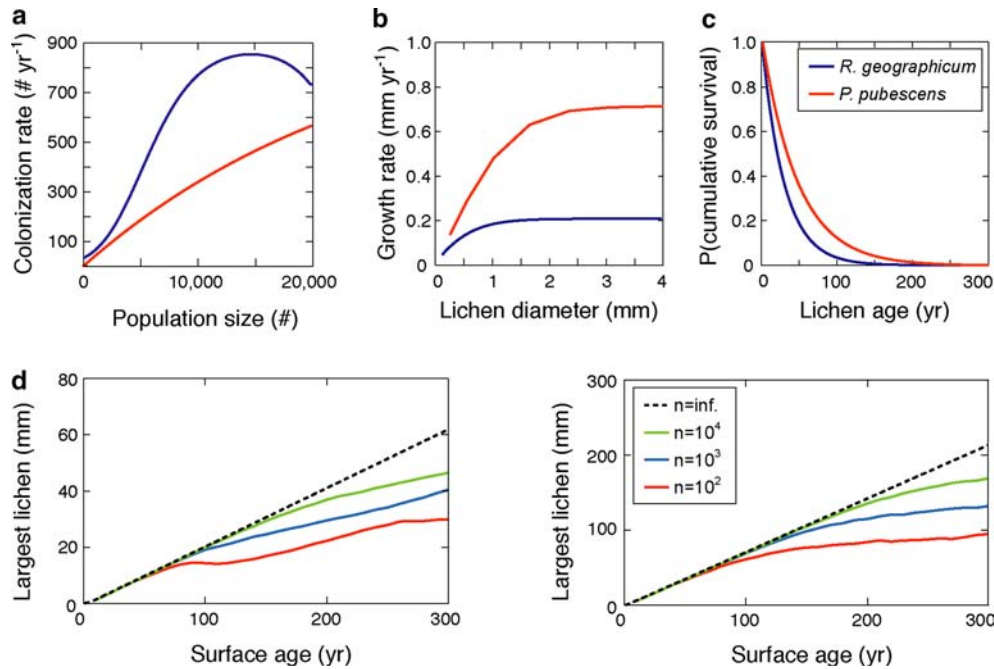 a
Colonization rate (# yr⁻¹)
900
700
500
300
100
0
10,000
20,000
Population size (#)
b
Growth rate (mm yr⁻¹)
1.0
0.8
0.6
0.4
0.2
0
0
1
2
3
4
Lichen diameter (mm)
c
P(cumulative survival)
1.0
0.8
0.6
0.4
0.2
0
0
100
200
300
Lichen age (yr)
R. geographicum
P. pubescens
d
Largest lichen (mm)
80
60
40
20
0
0
100
200
300
Surface age (yr)
Largest lichen (mm)
300
200
100
0
0
100
200
300
Surface age (yr)
n=inf.
n=10⁴
n=10³
n=10²